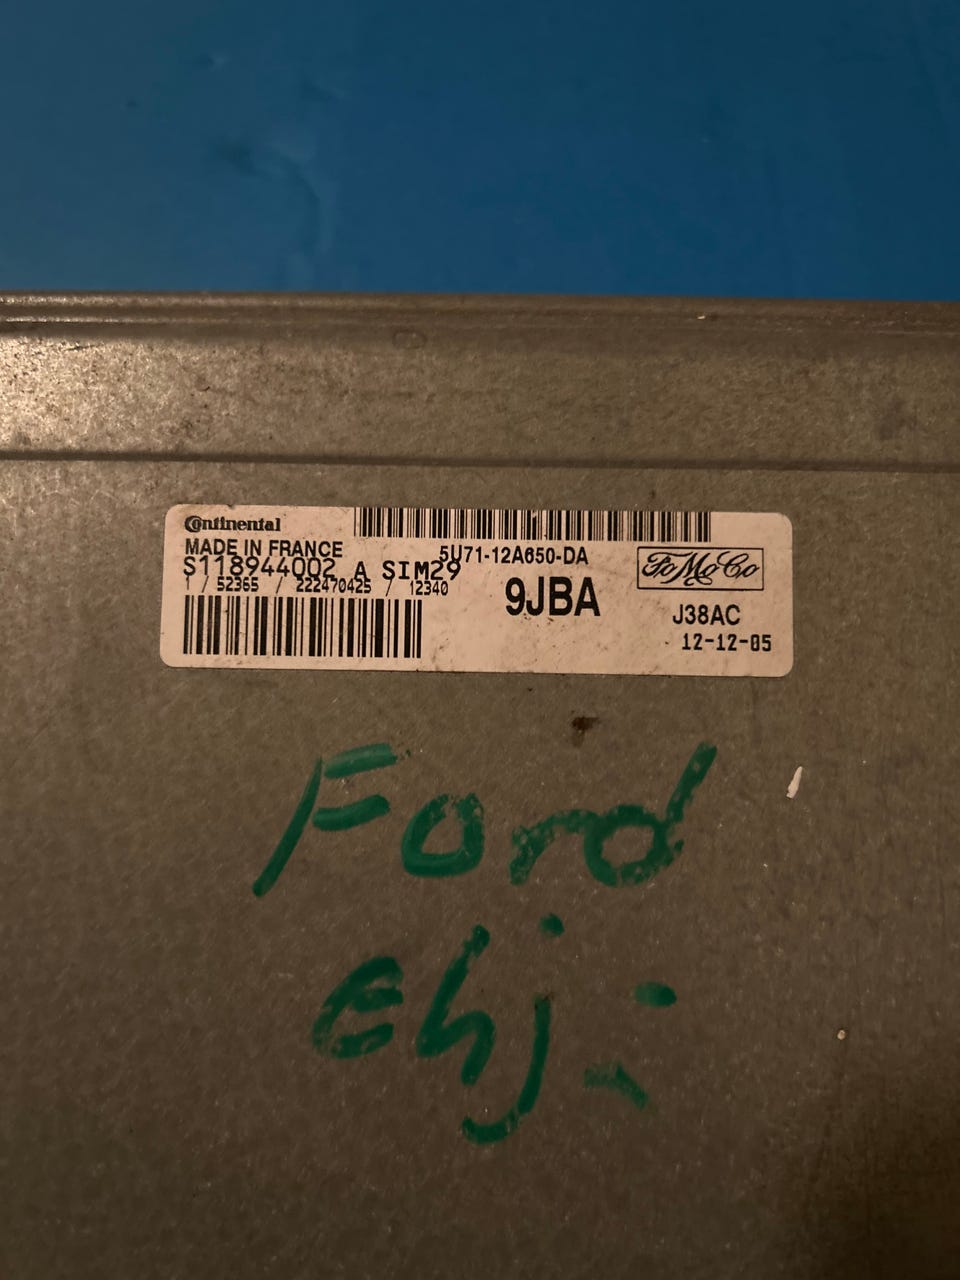 Continental
MADE IN FRANCE
5U71-12A650-DA
FoMoCo
S118944002 A SIM29
1 / 52365 / 222470425 / 12340
9JBA
J38AC
12-12-05
Ford